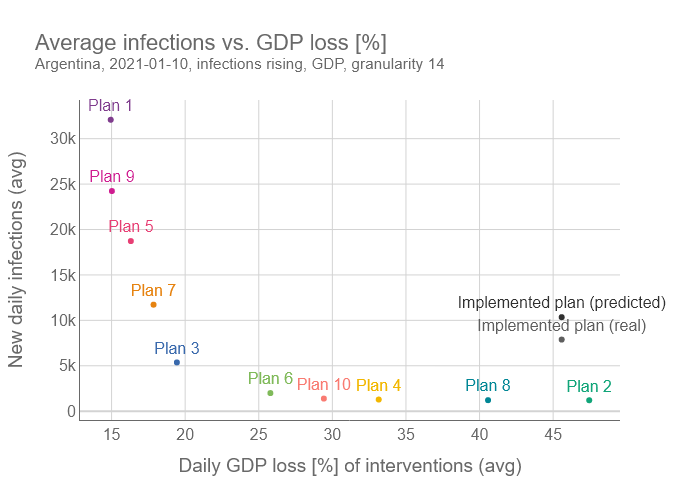 Average infections vs. GDP loss [%]
Argentina, 2021-01-10, infections rising, GDP, granularity 14
New daily infections (avg)
30k
25k
20k
15k
10k
5k
0
Plan 1
Plan 9
Plan 5
Plan 7
Plan 3
Plan 6
Plan 10
Plan 4
Plan 8
Plan 2
Implemented plan (predicted)
Implemented plan (real)
15
20
25
30
35
40
45
Daily GDP loss [%] of interventions (avg)